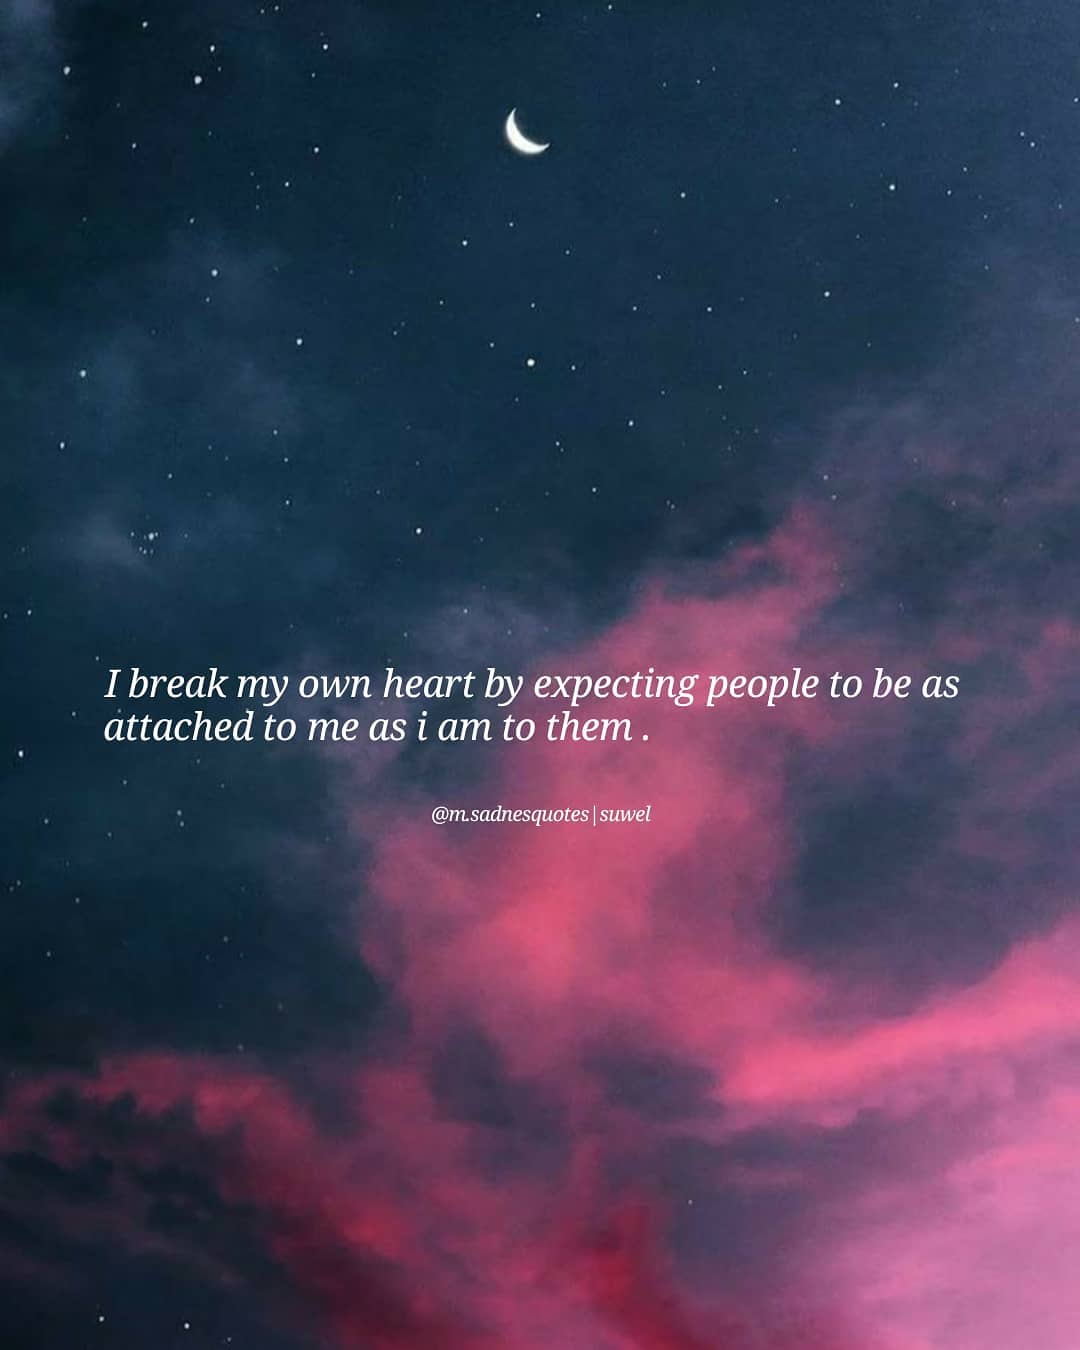 I break my own heart by expecting people to be as
attached to me as i am to them .
@m.sadnesquotes|suwel